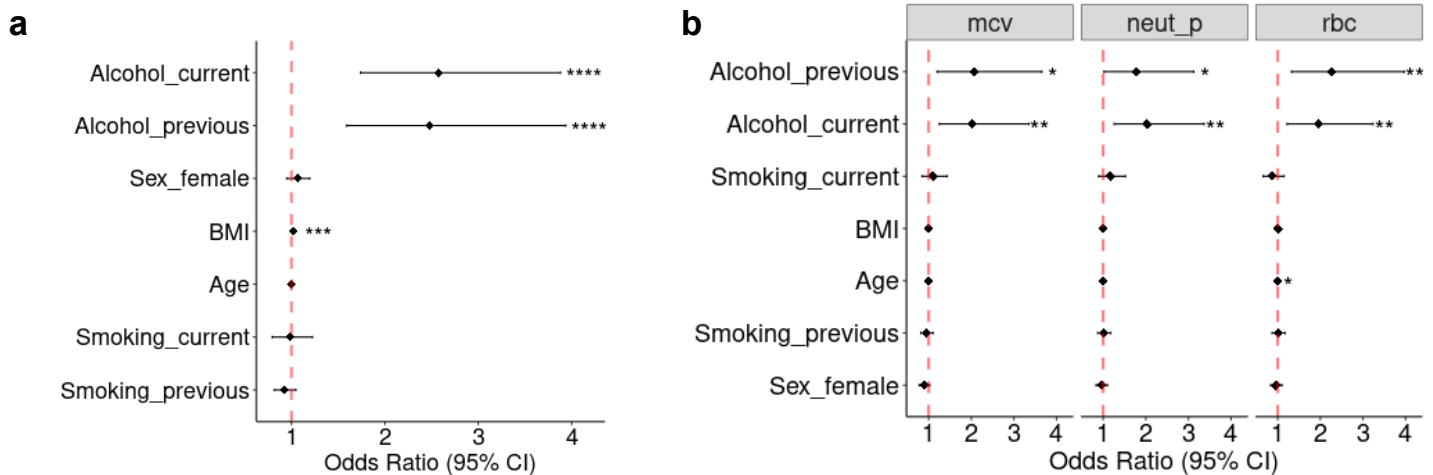 a
Alcohol_current
****
Alcohol_previous
****
Sex_female
BMI
***
Age
Smoking_current
Smoking_previous
1 2 3 4
Odds Ratio (95% CI)
b
mcv neut_p rbc
Alcohol_previous
* * **
Alcohol_current
** ** **
Smoking_current
BMI
Age
*
Smoking_previous
Sex_female
1 2 3 4 1 2 3 4 1 2 3 4
Odds Ratio (95% CI)